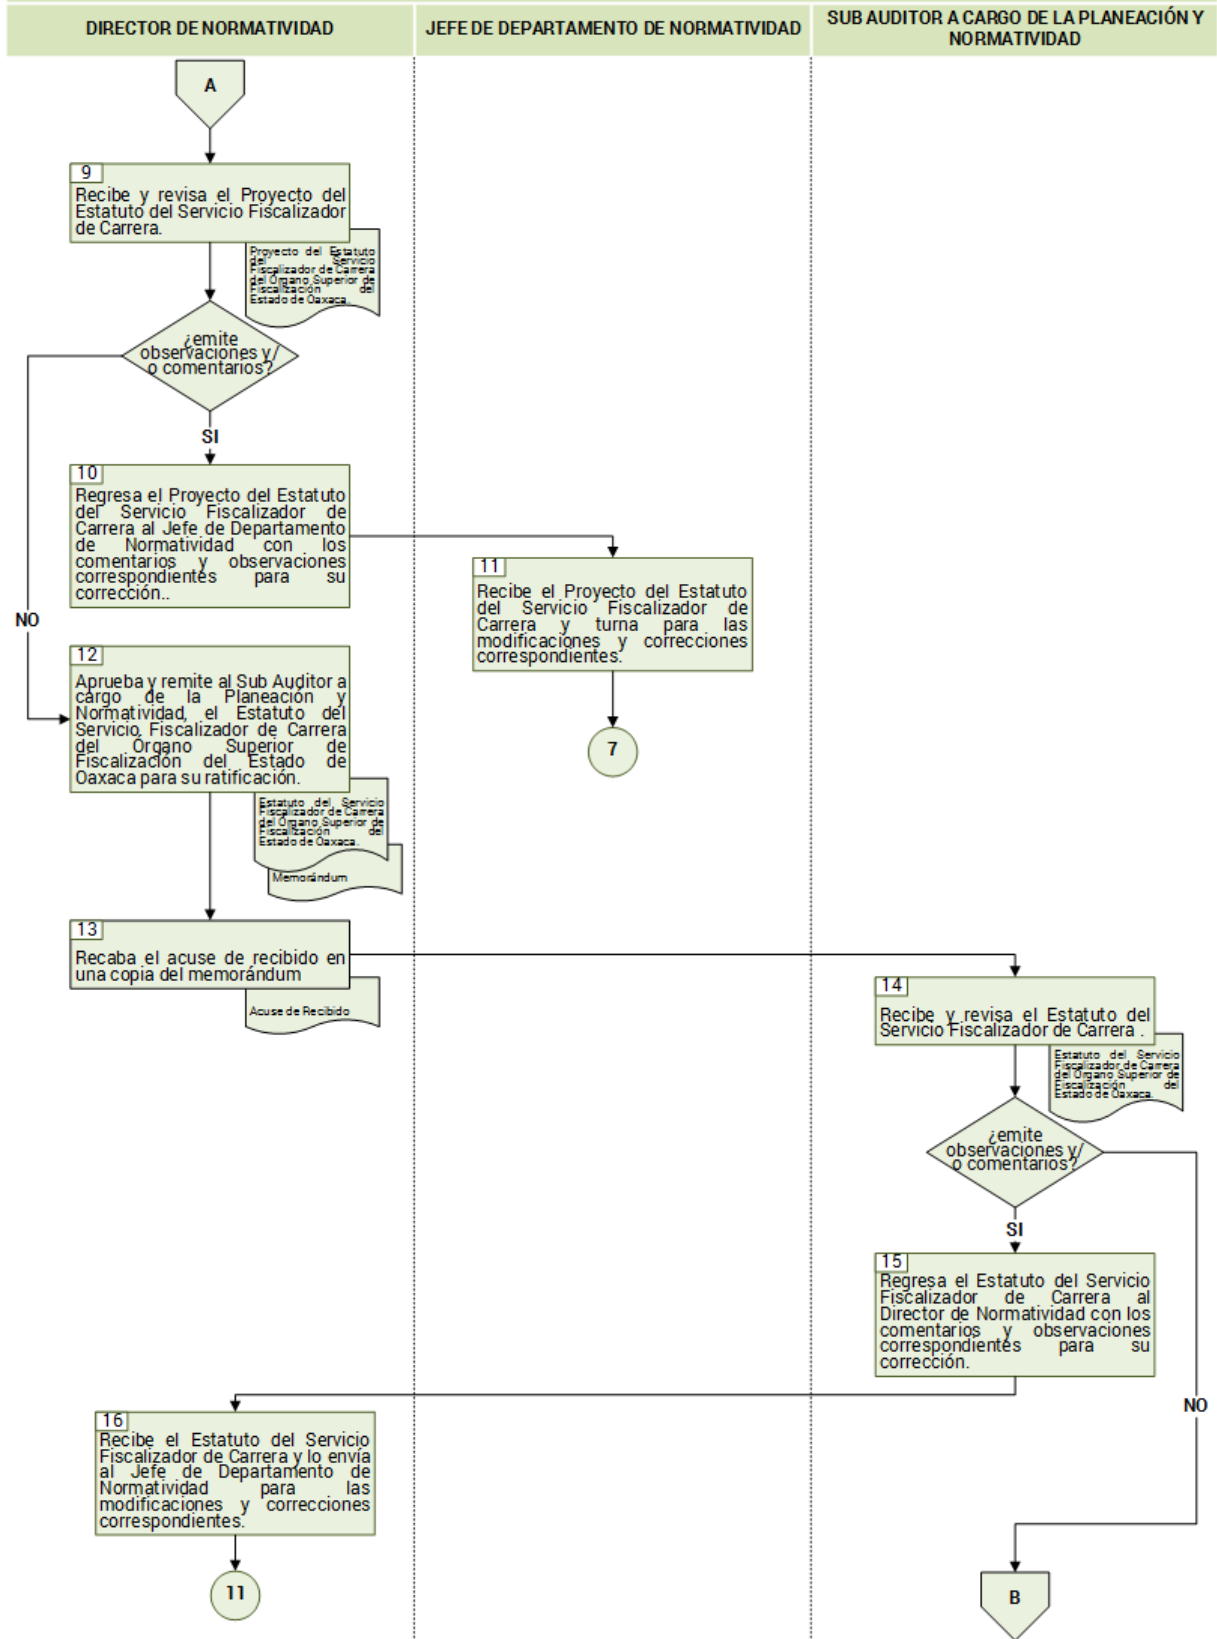 DIRECTOR DE NORMATIVIDAD
JEFE DE DEPARTAMENTO DE NORMATIVIDAD
SUB AUDITOR A CARGO DE LA PLANEACIÓN Y
NORMATIVIDAD
A
9
Recibe y revisa el Proyecto del
Estatuto del Servicio Fiscalizador
de Carrera.
Proyecto del Estatuto
del Servicio
Fiscalizador de Carrera
del Órgano Superior de
Fiscalización del
Estado de Oaxaca.
¿emite
observaciones y/
o comentarios?
SI
10
Regresa el Proyecto del Estatuto
del Servicio Fiscalizador de
Carrera al Jefe de Departamento
de Normatividad con los
comentarios y observaciones
correspondientes para su
corrección..
11
Recibe el Proyecto del Estatuto
del Servicio Fiscalizador de
Carrera y turna para las
modificaciones y correcciones
correspondientes.
NO
12
Aprueba y remite al Sub Auditor a
cargo de la Planeación y
Normatividad, el Estatuto del
Servicio Fiscalizador de Carrera
del Órgano Superior de
Fiscalización del Estado de
Oaxaca para su ratificación.
7
Estatuto del Servicio
Fiscalizador de Carrera
del Órgano Superior de
Fiscalización del
Estado de Oaxaca.
Memorándum
13
Recaba el acuse de recibido en
una copia del memorándum
Acuse de Recibido
14
Recibe y revisa el Estatuto del
Servicio Fiscalizador de Carrera .
Estatuto del Servicio
Fiscalizador de Carrera
del Órgano Superior de
Fiscalización del
Estado de Oaxaca.
¿emite
observaciones y/
o comentarios?
SI
15
Regresa el Estatuto del Servicio
Fiscalizador de Carrera al
Director de Normatividad con los
comentarios y observaciones
correspondientes para su
corrección.
NO
16
Recibe el Estatuto del Servicio
Fiscalizador de Carrera y lo envía
al Jefe de Departamento de
Normatividad para las
modificaciones y correcciones
correspondientes.
11
B